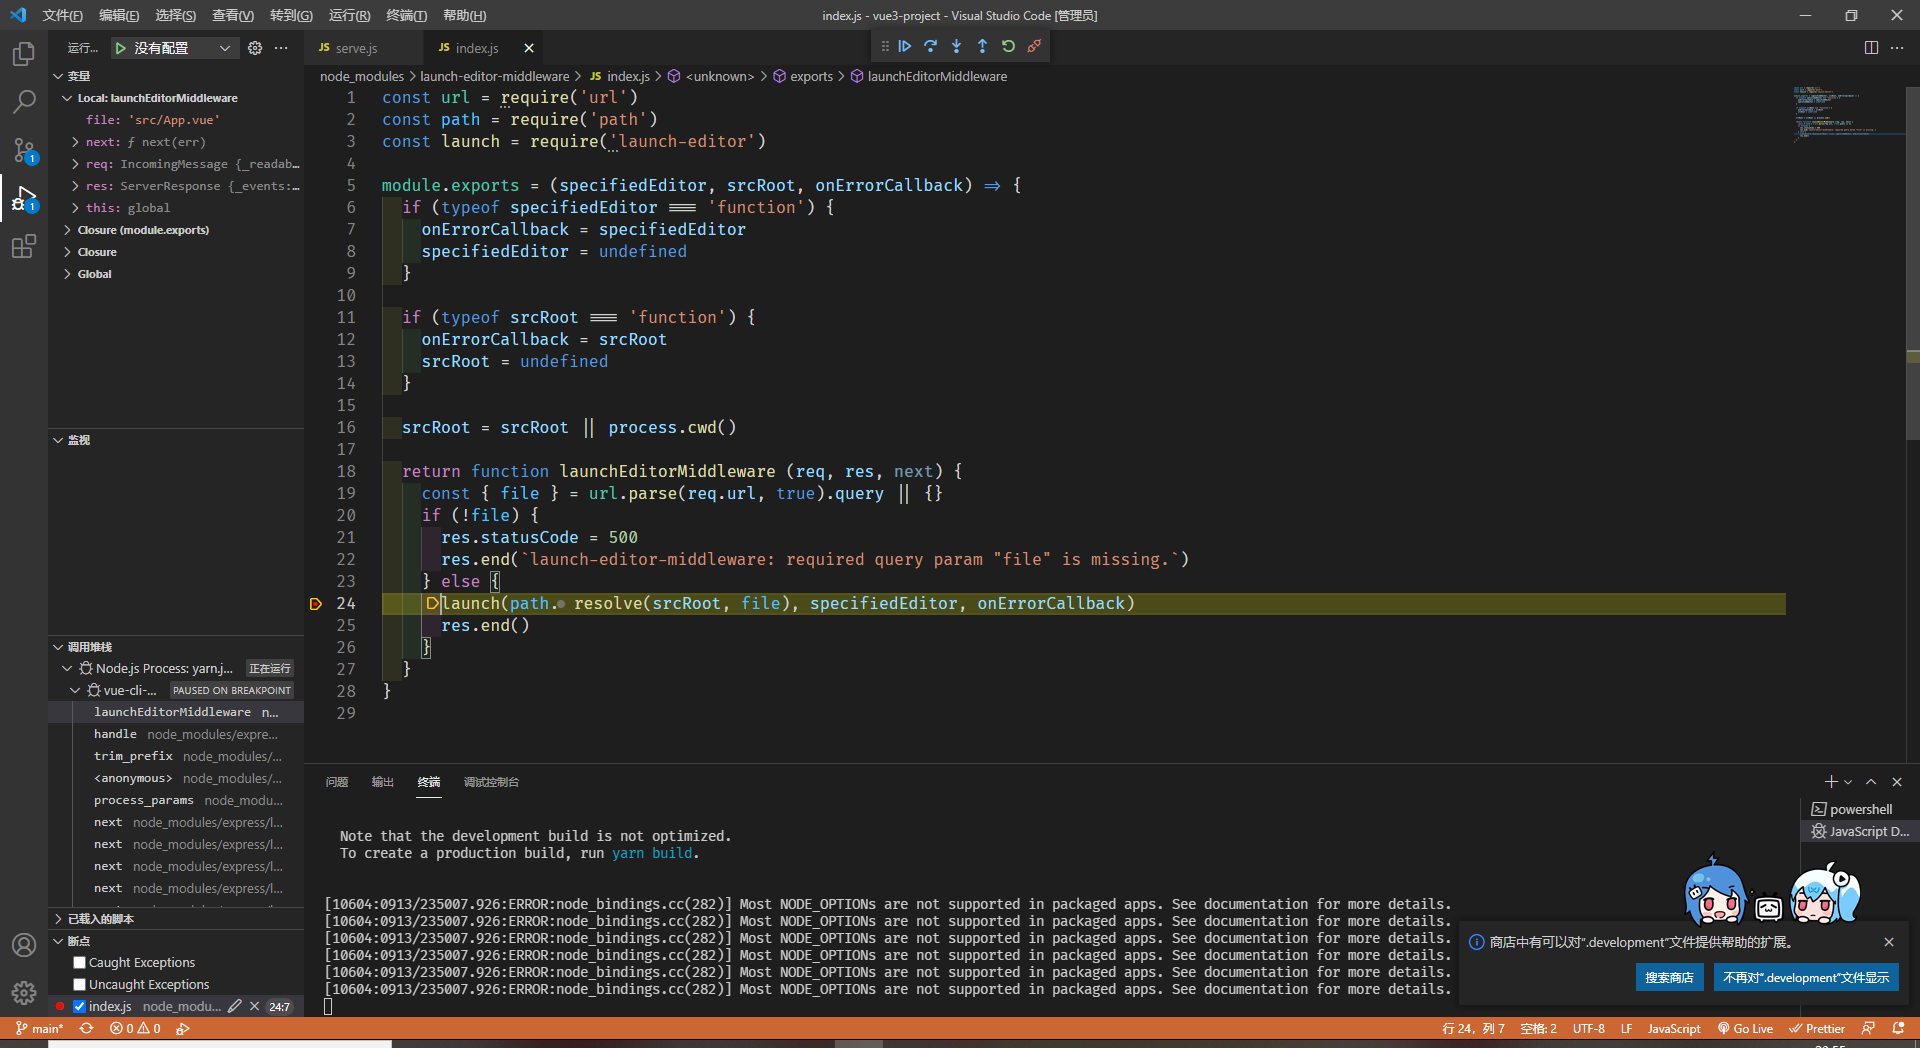 文件(F) 编辑(E) 选择(S) 查看(V) 转到(G) 运行(R) 终端(T) 帮助(H)
index.js - vue3-project - Visual Studio Code [管理员]
运行... 没有配置
JS serve.js
JS index.js
变量
Local: launchEditorMiddleware
file: 'src/App.vue'
next: ƒ next(err)
req: IncomingMessage {_readab...
res: ServerResponse {_events:...
this: global
Closure (module.exports)
Closure
Global
监视
调用堆栈
Node.js Process: yarn.j... 正在运行
vue-cli-... PAUSED ON BREAKPOINT
launchEditorMiddleware n...
handle node_modules/expre...
trim_prefix node_modules/...
<anonymous> node_modules/...
process_params node_modu...
next node_modules/express/l...
next node_modules/express/l...
next node_modules/express/l...
next node_modules/express/l...
已载入的脚本
断点
Caught Exceptions
Uncaught Exceptions
index.js node_modu... 24:7
1
1
node_modules > launch-editor-middleware > JS index.js > <unknown> > exports > launchEditorMiddleware
1 const url = require('url')
2 const path = require('path')
3 const launch = require('launch-editor')
4
5 module.exports = (specifiedEditor, srcRoot, onErrorCallback) => {
6 if (typeof specifiedEditor === 'function') {
7 onErrorCallback = specifiedEditor
8 specifiedEditor = undefined
9 }
10
11 if (typeof srcRoot === 'function') {
12 onErrorCallback = srcRoot
13 srcRoot = undefined
14 }
15
16 srcRoot = srcRoot || process.cwd()
17
18 return function launchEditorMiddleware (req, res, next) {
19 const { file } = url.parse(req.url, true).query || {}
20 if (!file) {
21 res.statusCode = 500
22 res.end(`launch-editor-middleware: required query param "file" is missing.`)
23 } else {
24 launch(path. resolve(srcRoot, file), specifiedEditor, onErrorCallback)
25 res.end()
26 }
27 }
28 }
29
问题 输出 终端 调试控制台
Note that the development build is not optimized.
To create a production build, run yarn build.
[10604:0913/235007.926:ERROR:node_bindings.cc(282)] Most NODE_OPTIONs are not supported in packaged apps. See documentation for more details.
[10604:0913/235007.926:ERROR:node_bindings.cc(282)] Most NODE_OPTIONs are not supported in packaged apps. See documentation for more details.
[10604:0913/235007.926:ERROR:node_bindings.cc(282)] Most NODE_OPTIONs are not supported in packaged apps. See documentation for more details.
[10604:0913/235007.926:ERROR:node_bindings.cc(282)] Most NODE_OPTIONs are not supported in packaged apps. See documentation for more details.
[10604:0913/235007.926:ERROR:node_bindings.cc(282)] Most NODE_OPTIONs are not supported in packaged apps. See documentation for more details.
[10604:0913/235007.926:ERROR:node_bindings.cc(282)] Most NODE_OPTIONs are not supported in packaged apps. See documentation for more details.
powershell
JavaScript D...
商店中有可以对“.development”文件提供帮助的扩展。
搜索商店
不再对“.development”文件显示
main* 0 0
行 24, 列 7 空格: 2 UTF-8 LF JavaScript Go Live Prettier